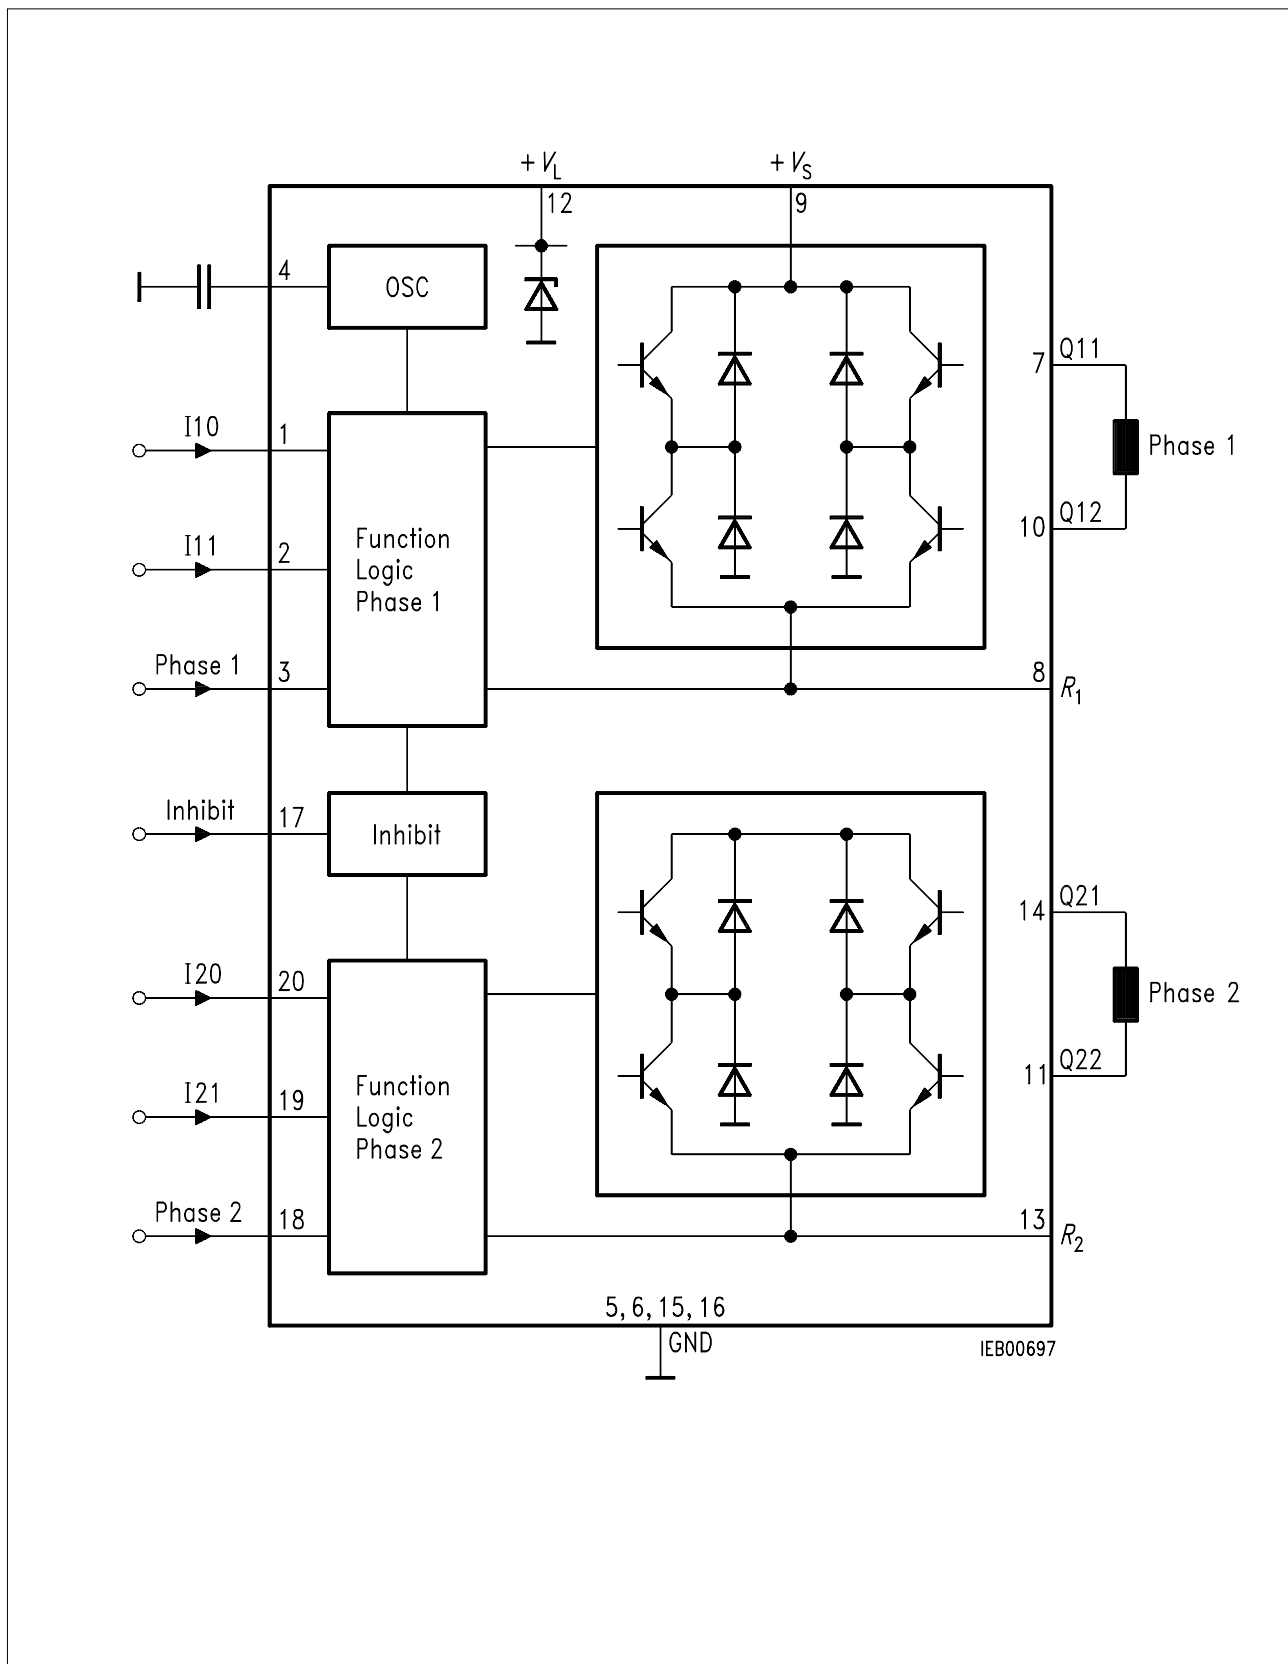 + VL
+ VS
12
9
4
OSC
7
Q11
I10
1
Phase 1
10
Q12
I11
2
Function
Logic
Phase 1
Phase 1
3
8
R1
Inhibit
17
Inhibit
14
Q21
I20
20
Phase 2
11
Q22
I21
19
Function
Logic
Phase 2
Phase 2
18
13
R2
5, 6, 15, 16
GND
IEB00697